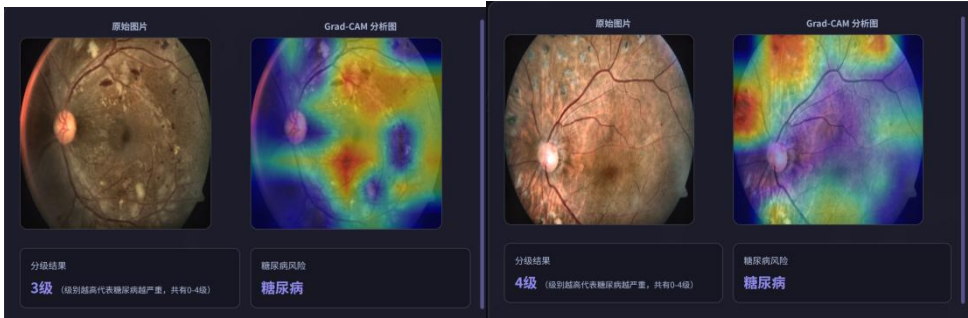 原始图片
Grad-CAM 分析图
分级结果
3级 (级别越高代表糖尿病越严重，共有0-4级)
糖尿病风险
糖尿病
原始图片
Grad-CAM 分析图
分级结果
4级 (级别越高代表糖尿病越严重，共有0-4级)
糖尿病风险
糖尿病